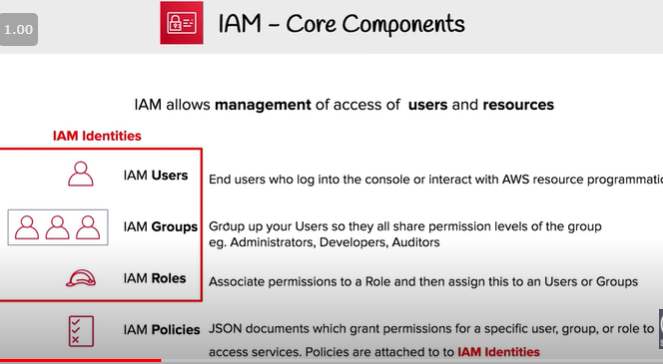 1.00
IAM – Core Components
IAM allows management of access of users and resources
IAM Identities
IAM Users
End users who log into the console or interact with AWS resource
IAM Groups
Group up your Users so they all share permission levels of the group
eg. Administrators, Developers, Auditors
IAM Roles
Associate permissions to a Role and then assign this to an Users or Groups
IAM Policies
JSON documents which grant permissions for a specific user, group, or role to
access services. Policies are attached to to IAM Identities